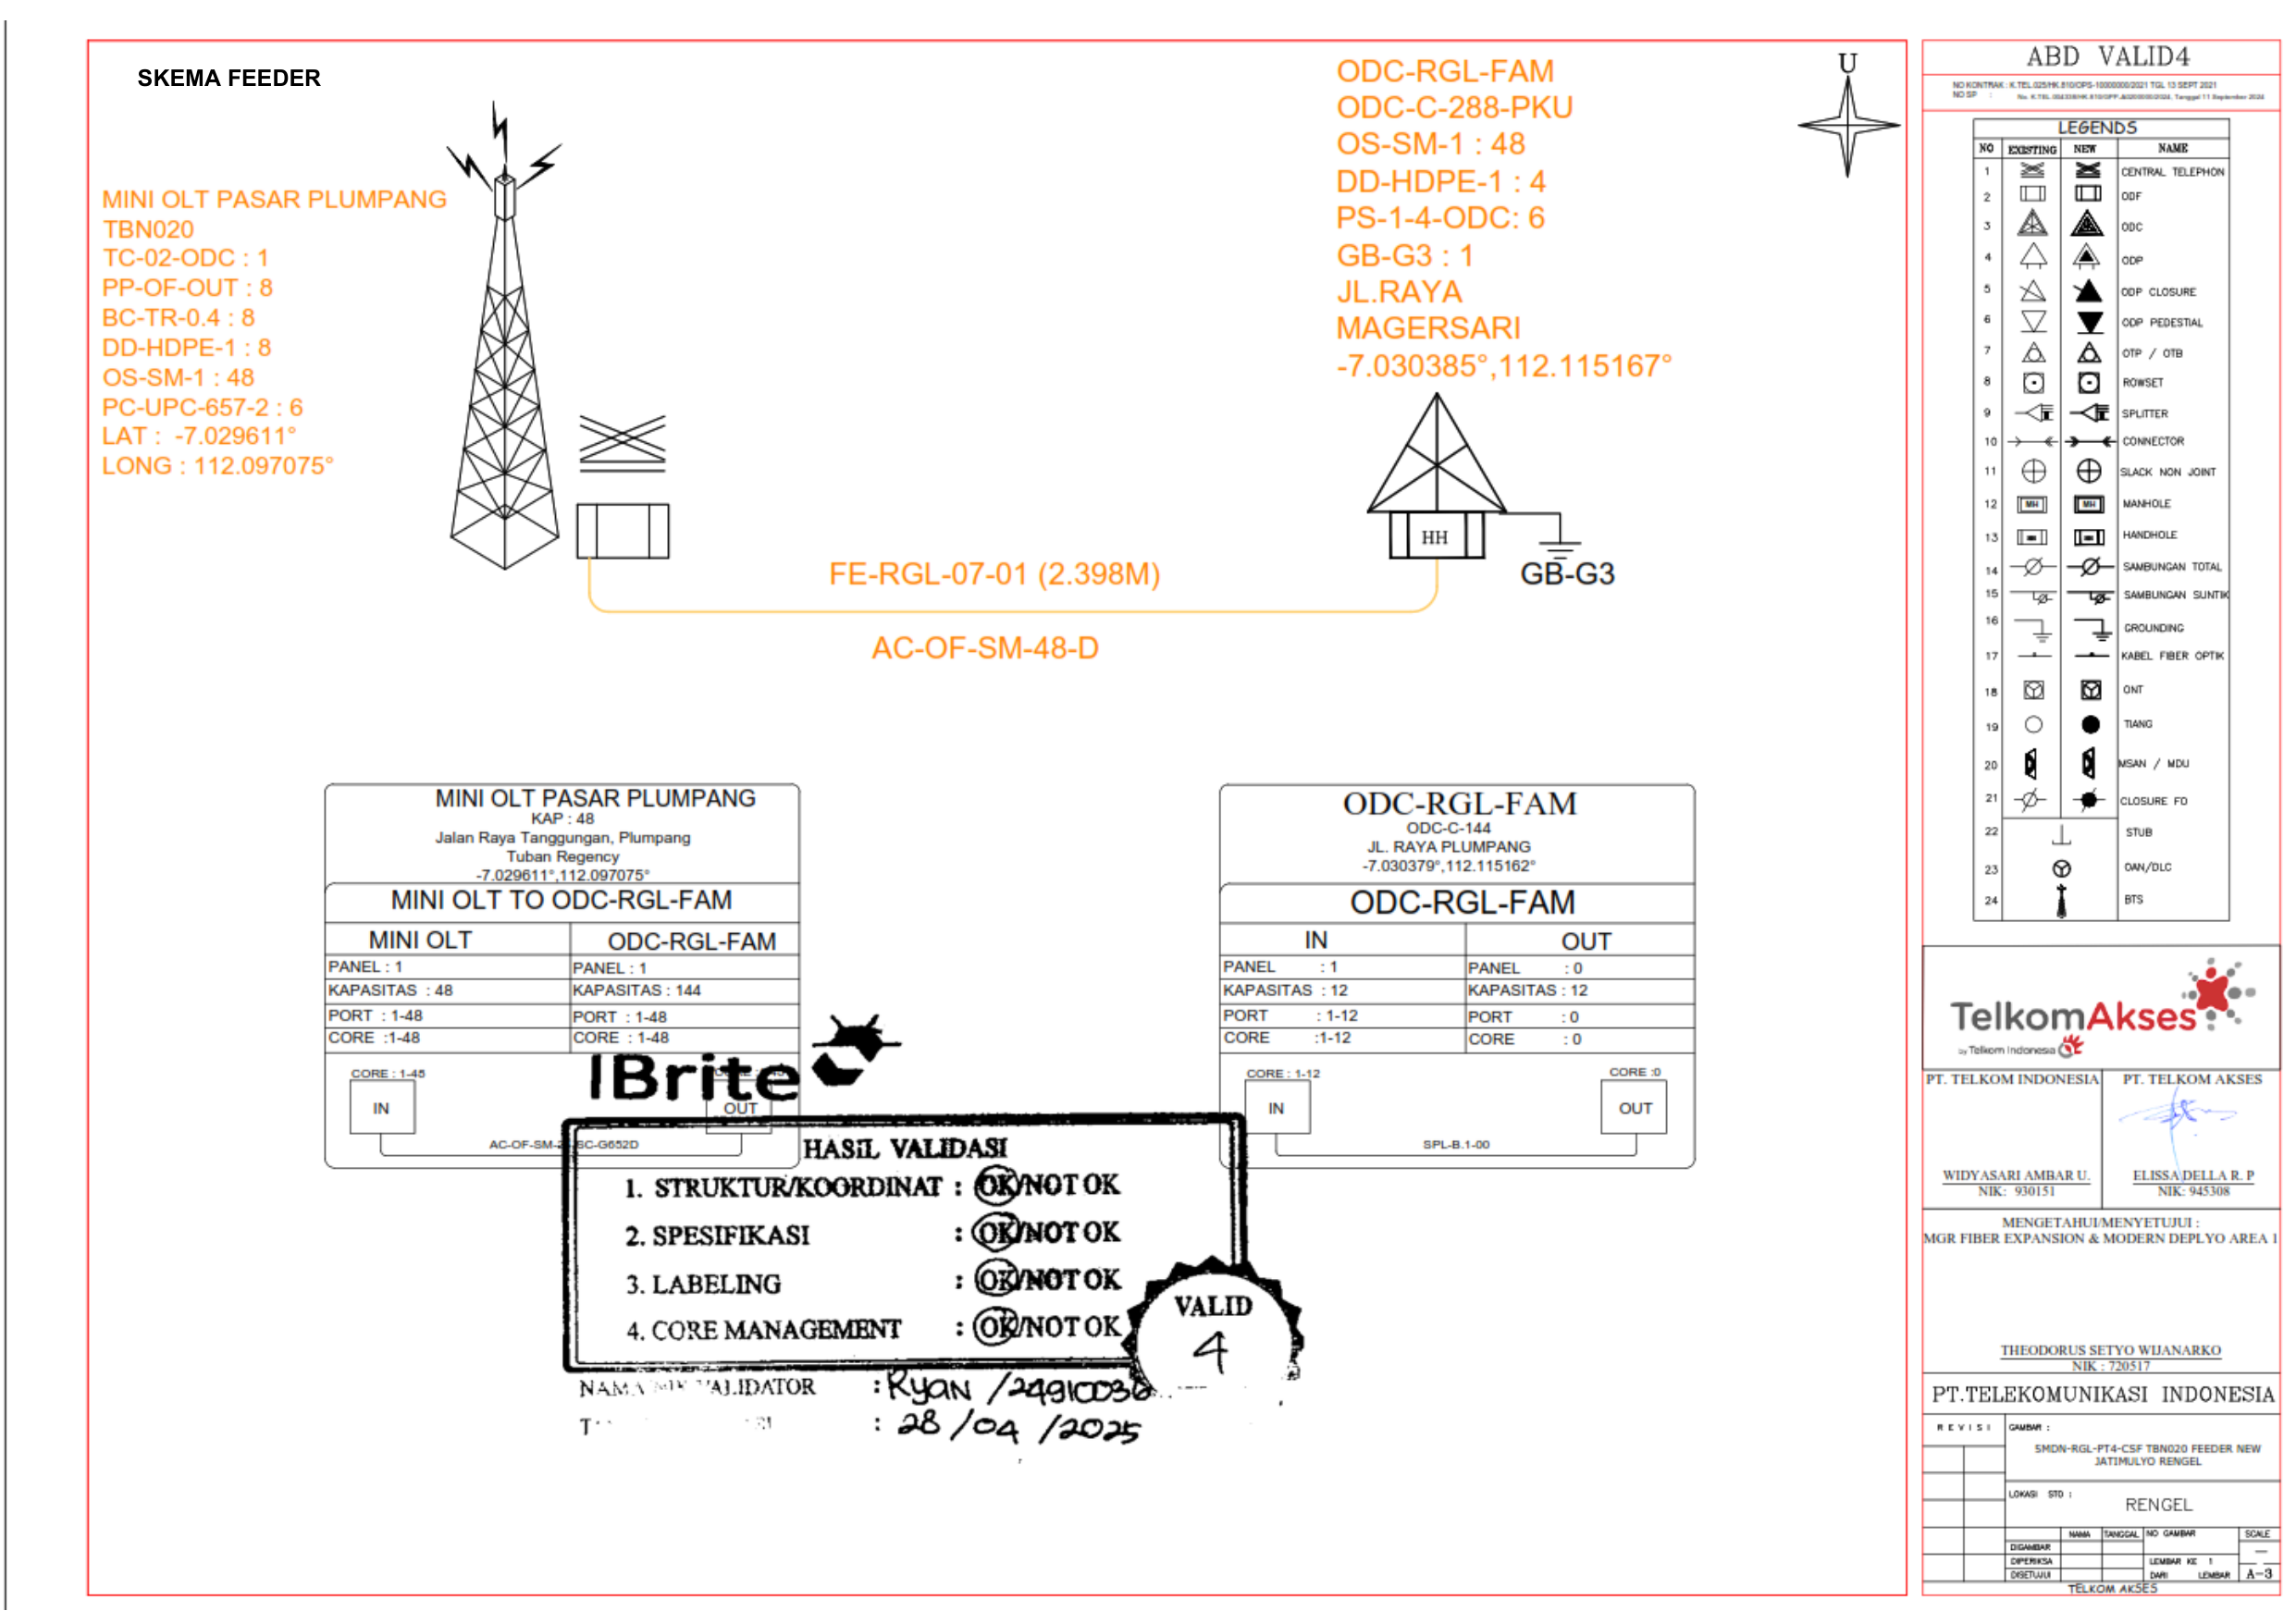 SKEMA FEEDER
MINI OLT PASAR PLUMPANG
TBN020
TC-02-ODC : 1
PP-OF-OUT : 8
BC-TR-0.4 : 8
DD-HDPE-1 : 8
OS-SM-1 : 48
PC-UPC-657-2 : 6
LAT :  -7.029611°
LONG : 112.097075°
ODC-RGL-FAM
ODC-C-288-PKU
OS-SM-1 : 48
DD-HDPE-1 : 4
PS-1-4-ODC: 6
GB-G3 : 1
JL.RAYA
MAGERSARI
-7.030385°,112.115167°
U
HH
GB-G3
FE-RGL-07-01 (2.398M)
AC-OF-SM-48-D
MINI OLT PASAR PLUMPANG
KAP : 48
Jalan Raya Tanggungan, Plumpang
Tuban Regency
-7.029611°,112.097075°
MINI OLT TO ODC-RGL-FAM
MINI OLT ODC-RGL-FAM
PANEL : 1 PANEL : 1
KAPASITAS : 48 KAPASITAS : 144
PORT : 1-48 PORT : 1-48
CORE :1-48 CORE : 1-48
CORE : 1-48
IN OUT
ODC-RGL-FAM
ODC-C-144
JL. RAYA PLUMPANG
-7.030379°,112.115162°
ODC-RGL-FAM
IN OUT
PANEL : 1 PANEL : 0
KAPASITAS : 12 KAPASITAS : 12
PORT : 1-12 PORT : 0
CORE :1-12 CORE : 0
CORE : 1-12 CORE :0
IN OUT
SPL-B.1-00
IBrite
HASIL VALIDASI
1. STRUKTUR/KOORDINAT : OK/NOT OK
2. SPESIFIKASI : OK/NOT OK
3. LABELING : OK/NOT OK
4. CORE MANAGEMENT : OK/NOT OK
VALID
4
NAMA VALIDATOR : Ryan /24910036
: 28/04/2025
ABD VALID4
NO KONTRAK : K.TEL.025/HK.810/OPS-10000000/2021 TGL 13 SEPT 2021
NO SP : Tanggal 11 September 2024
LEGENDS
NO EXISTING NEW NAME
1 CENTRAL TELEPHON
2 ODF
3 ODC
4 ODP
5 ODP CLOSURE
6 ODP PEDESTIAL
7 OTP / OTB
8 ROWSET
9 SPLITTER
10 CONNECTOR
11 SLACK NON JOINT
12 MH MH MANHOLE
13 HANDHOLE
14 SAMBUNGAN TOTAL
15 SAMBUNGAN SUNTIK
16 GROUNDING
17 KABEL FIBER OPTIK
18 ONT
19 TIANG
20 MSAN / MDU
21 CLOSURE FO
22 STUB
23 OAN/DLC
24 BTS
TelkomAkses
by Telkom Indonesia
PT. TELKOM INDONESIA PT. TELKOM AKSES
WIDYASARI AMBAR U. ELISSA DELLA R. P
NIK: 930151 NIK: 945308
MENGETAHUI/MENYETUJUI :
MGR FIBER EXPANSION & MODERN DEPLYO AREA 1
THEODORUS SETYO WIJANARKO
NIK : 720517
PT.TELEKOMUNIKASI INDONESIA
REVISI GAMBAR :
SMDN-RGL-PT4-CSF TBN020 FEEDER NEW
JATIMULYO RENGEL
LOKASI STO :
RENGEL
NAMA TANGGAL NO GAMBAR SCALE
DIGAMBAR
DIPERIKSA LEMBAR KE 1
DISETUJUI DARI LEMBAR A-3
TELKOM AKSES